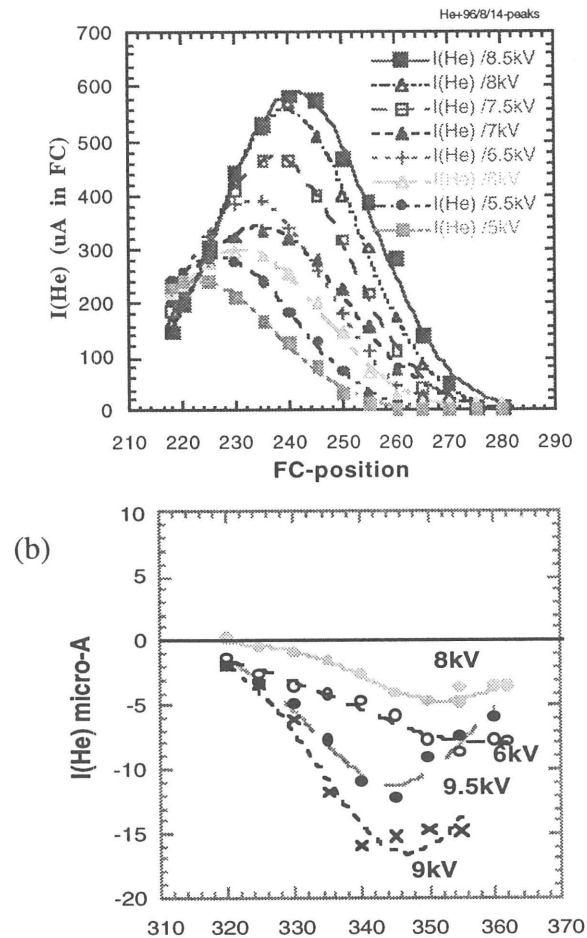 He+96/8/14-peaks
700
600
500
400
300
200
100
0
I(He) (uA in FC)
I(He) /8.5kV
I(He) /8kV
I(He) /7.5kV
I(He) /7kV
I(He) /6.5kV
I(He) /6kV
I(He) /5.5kV
I(He) /5kV
210 220 230 240 250 260 270 280 290
FC-position
(b)
10
5
0
-5
-10
-15
-20
I(He) micro-A
8kV
6kV
9.5kV
9kV
310 320 330 340 350 360 370